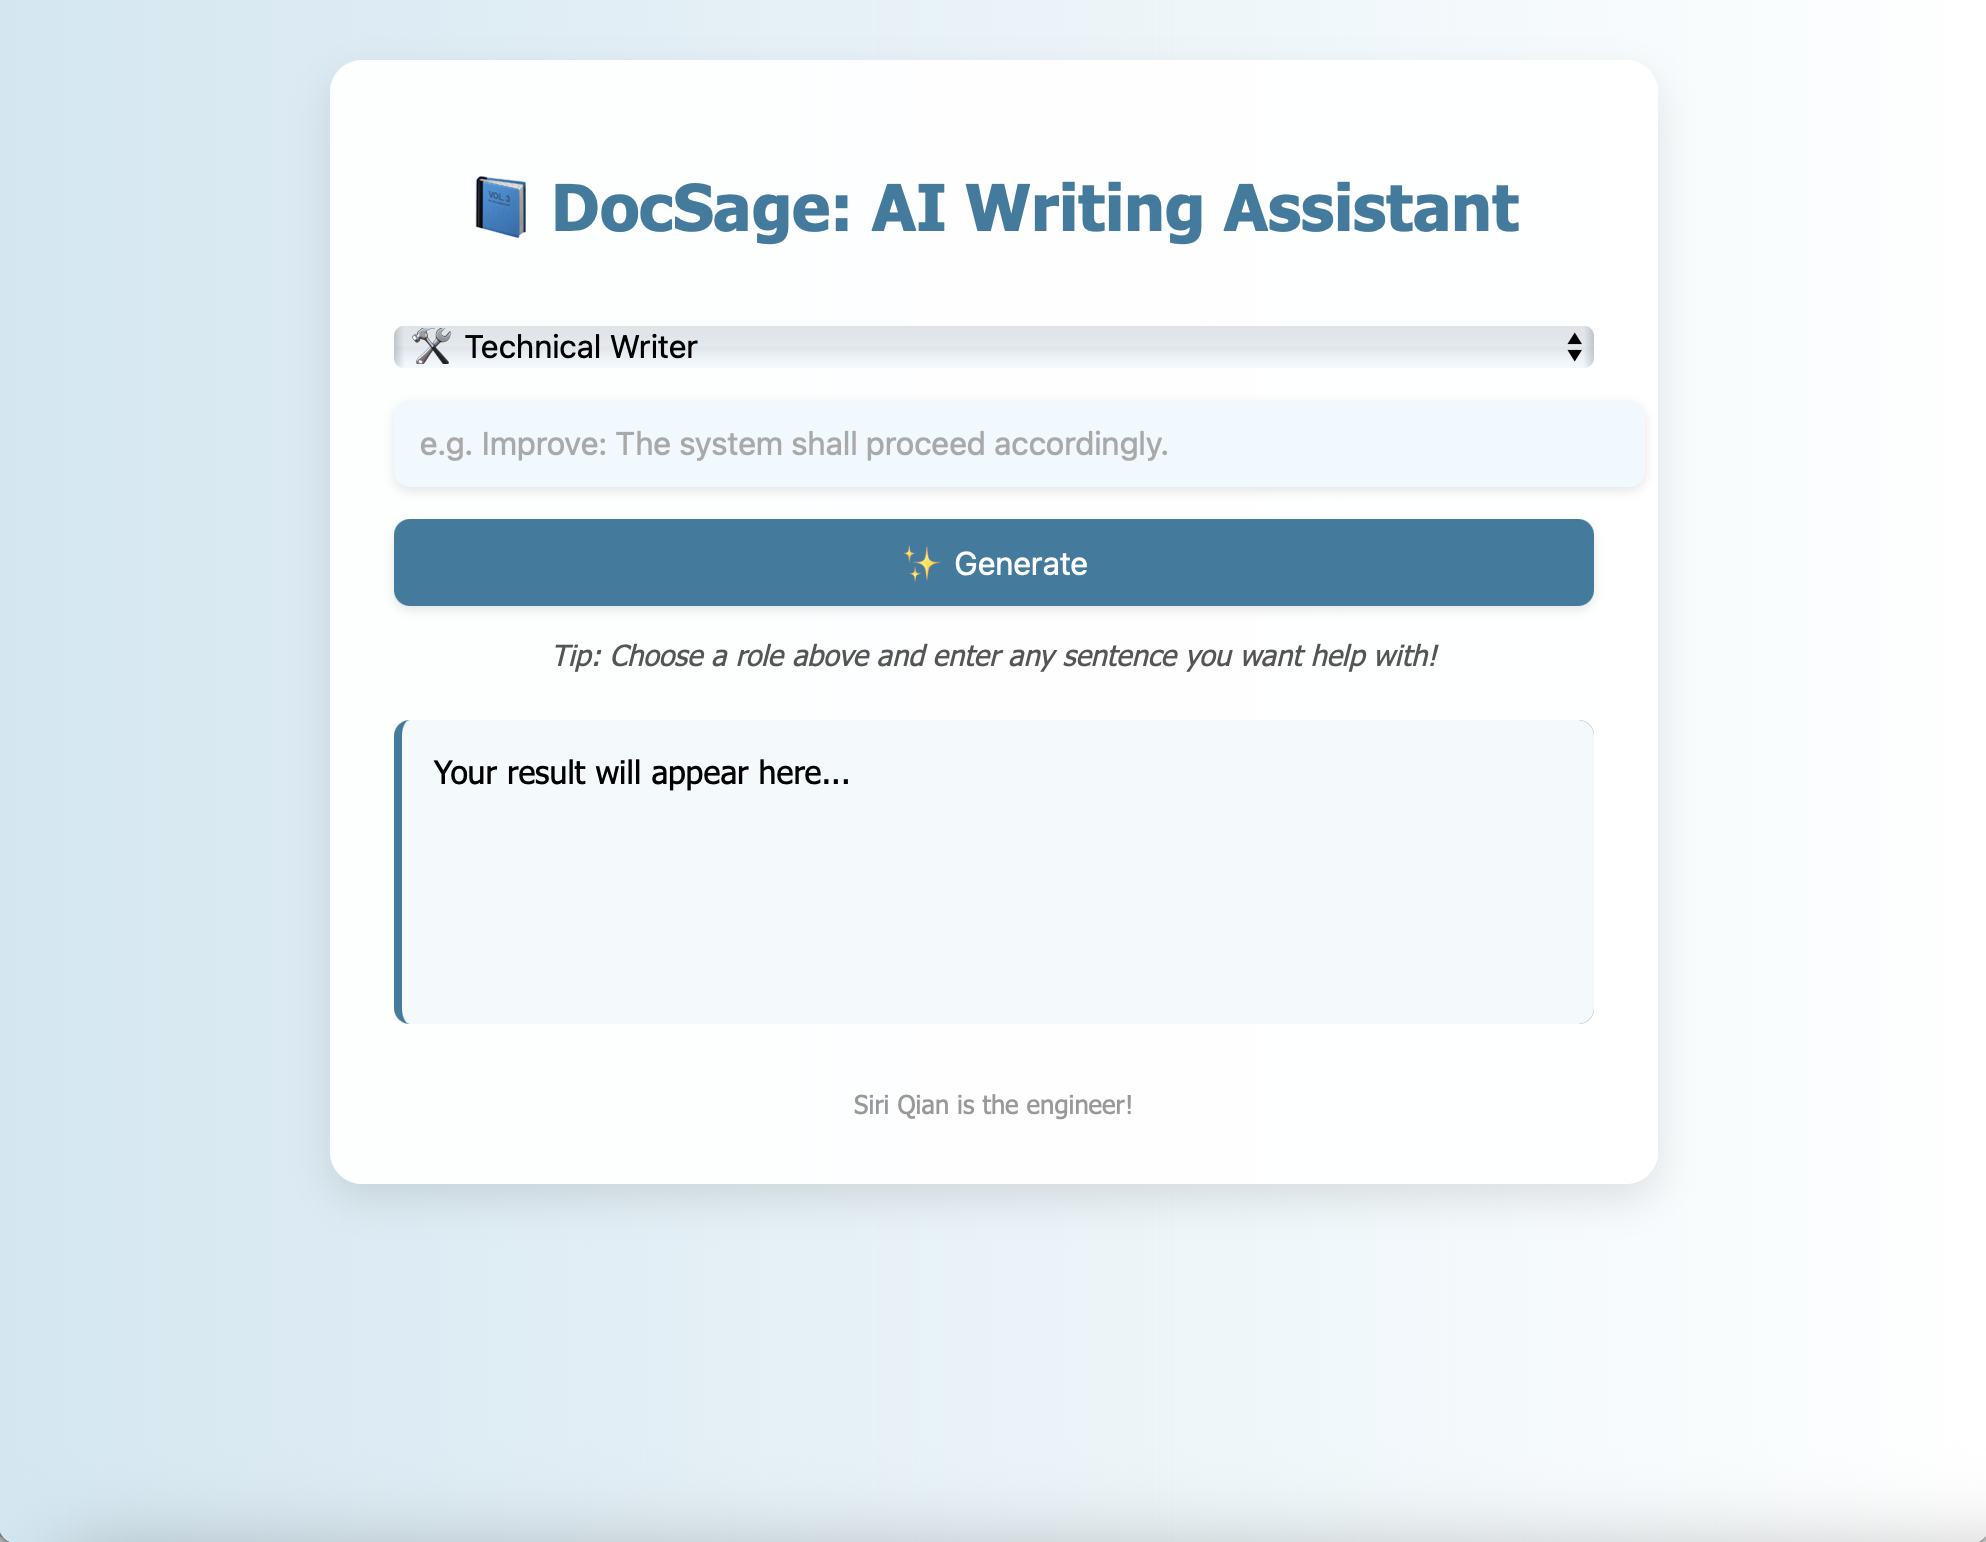 DocSage: AI Writing Assistant
Technical Writer
e.g. Improve: The system shall proceed accordingly.
✨ Generate
Tip: Choose a role above and enter any sentence you want help with!
Your result will appear here...
Siri Qian is the engineer!